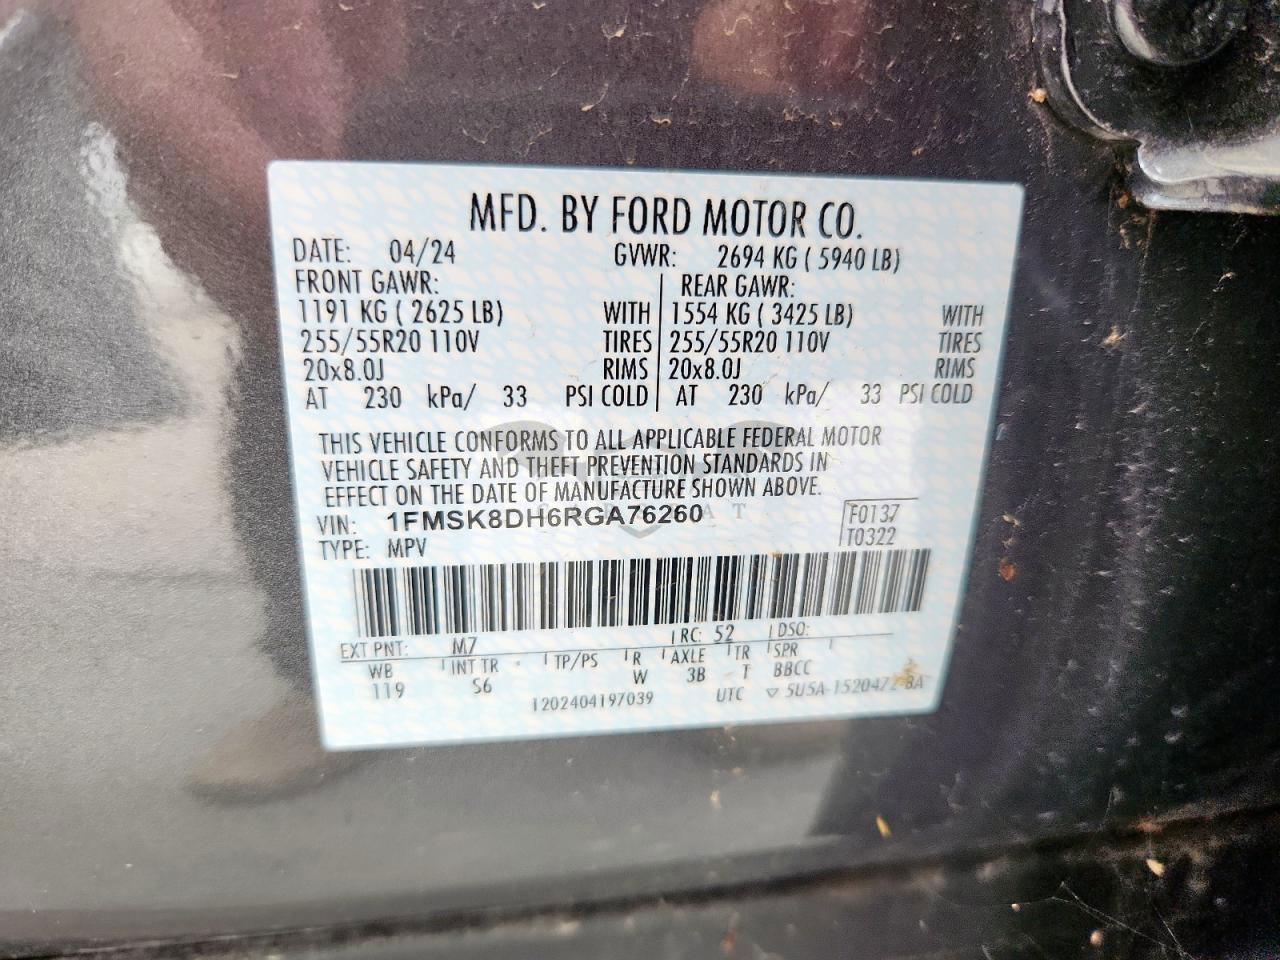 MFD. BY FORD MOTOR CO.
DATE: 04/24 GVWR: 2694 KG ( 5940 LB)
FRONT GAWR: REAR GAWR:
1191 KG ( 2625 LB) WITH 1554 KG ( 3425 LB) WITH
255/55R20 110V TIRES 255/55R20 110V TIRES
20x8.0J RIMS 20x8.0J RIMS
AT 230 kPa/ 33 PSI COLD AT 230 kPa/ 33 PSI COLD
THIS VEHICLE CONFORMS TO ALL APPLICABLE FEDERAL MOTOR
VEHICLE SAFETY AND THEFT PREVENTION STANDARDS IN
EFFECT ON THE DATE OF MANUFACTURE SHOWN ABOVE.
VIN: 1FMSK8DH6RGA76260 F0137
TYPE: MPV T0322
EXT PNT: M7 RC: 52 DSO:
WB INT TR TP/PS R AXLE TR SPR
119 S6 W 3B T BBCC
1202404197039 UTC ▽ 5U5A-1520472-BA